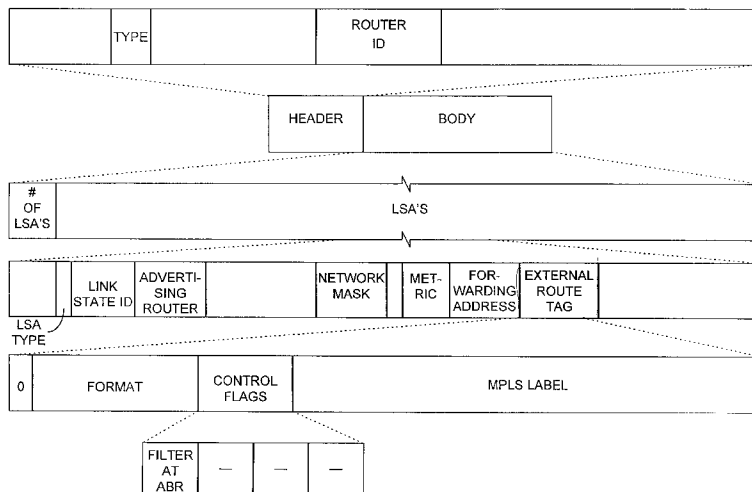 TYPE
ROUTER
ID
HEADER
BODY
#
OF
LSA'S
LSA'S
LINK
STATE ID
ADVERTI-
SING
ROUTER
NETWORK
MASK
MET-
RIC
FOR-
WARDING
ADDRESS
EXTERNAL
ROUTE
TAG
LSA
TYPE
0
FORMAT
CONTROL
FLAGS
MPLS LABEL
FILTER
AT
ABR
— — —